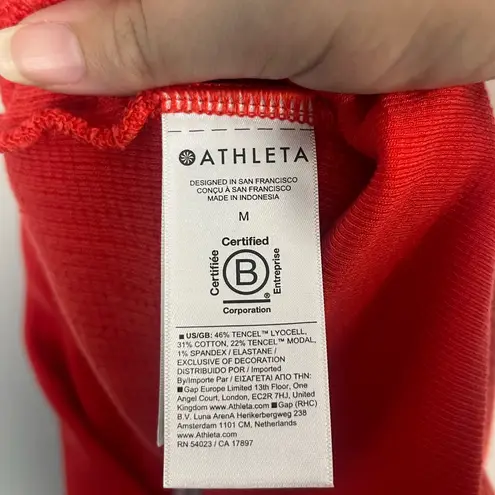 ATHLETA
DESIGNED IN SAN FRANCISCO
CONÇU À SAN FRANCISCO
MADE IN INDONESIA
M
Certified
Certifiée
B
®
Entreprise
Corporation
■ US/GB: 46% TENCEL™ LYOCELL,
31% COTTON, 22% TENCEL™ MODAL,
1% SPANDEX / ELASTANE /
EXCLUSIVE OF DECORATION
DISTRIBUIDO POR / Imported
By/Importe Par / ΕΙΣΑΓΕΤΑΙ ΑΠΟ ΤΗΝ:
■ Gap Europe Limited 13th Floor, One
Angel Court, London, EC2R 7HJ, United
Kingdom www.Athleta.com ■ Gap (RHC)
B.V. Luna ArenA Herikerbergweg 238
Amsterdam 1101 CM, Netherlands
www.Athleta.com
RN 54023 / CA 17897